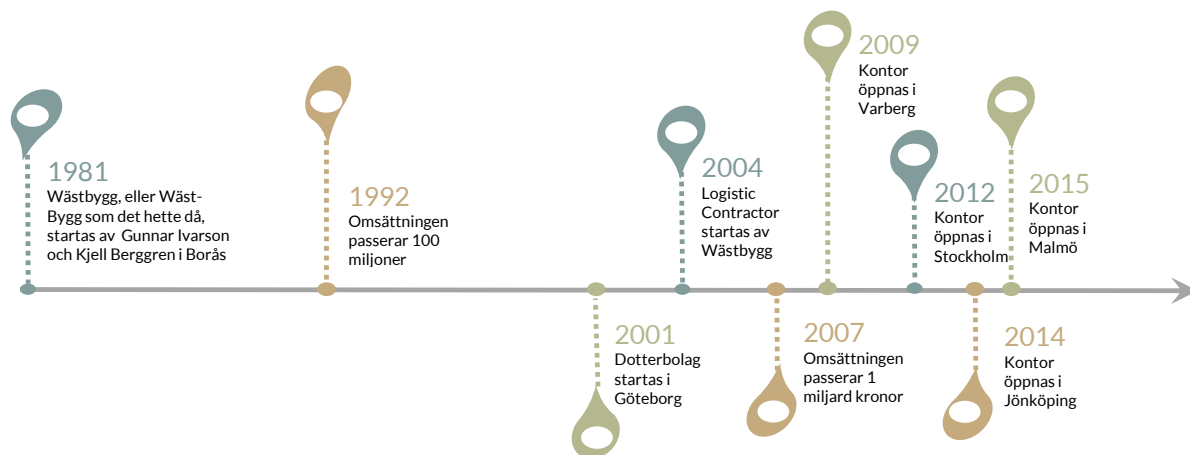 1981
Wästbygg, eller Wäst-
Bygg som det hette då,
startas av Gunnar Ivarson
och Kjell Berggren i Borås
1992
Omsättningen
passerar 100
miljoner
2001
Dotterbolag
startas i
Göteborg
2004
Logistic
Contractor
startas av
Wästbygg
2007
Omsättningen
passerar 1
miljard kronor
2009
Kontor
öppnas i
Varberg
2012
Kontor
öppnas i
Stockholm
2014
Kontor
öppnas i
Jönköping
2015
Kontor
öppnas i
Malmö